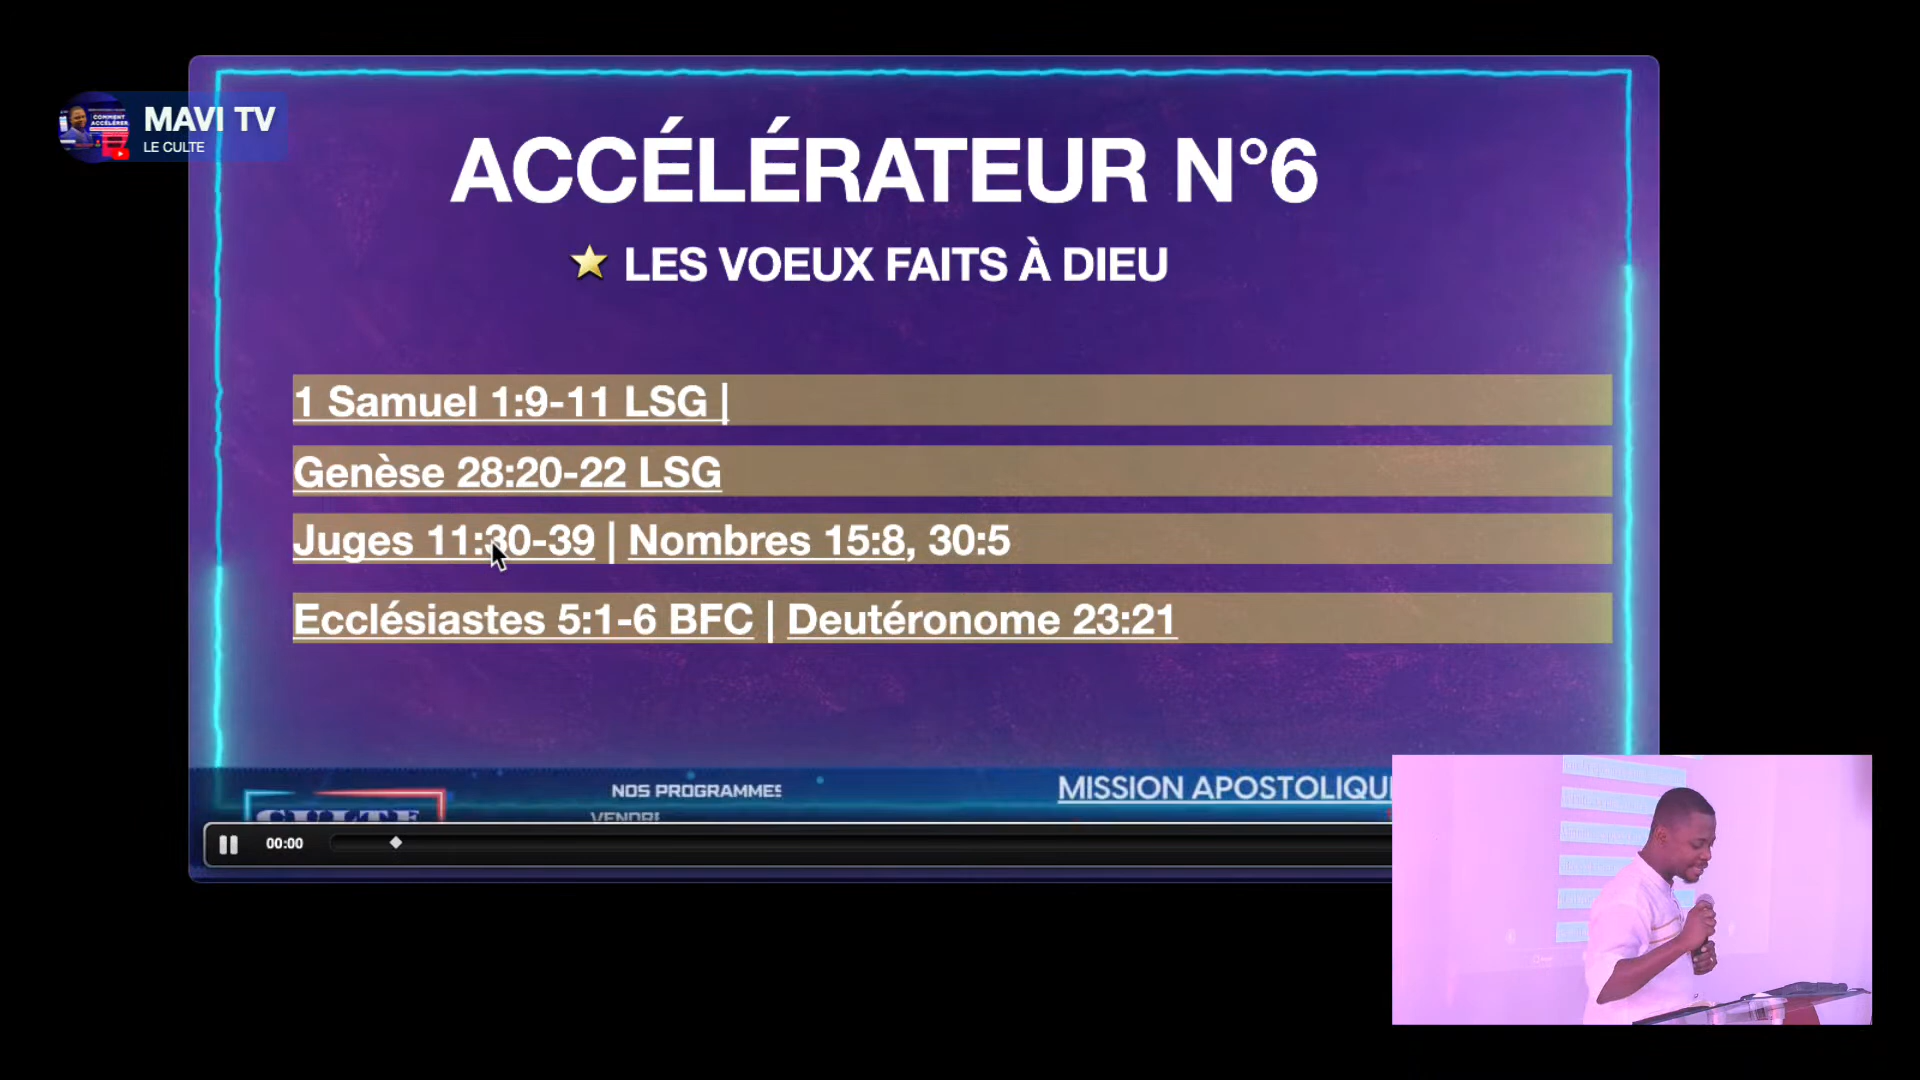 MAVI TV
LE CULTE
ACCÉLÉRATEUR N°6
LES VOEUX FAITS À DIEU
1 Samuel 1:9-11 LSG |
Genèse 28:20-22 LSG
Juges 11:30-39 | Nombres 15:8, 30:5
Ecclésiastes 5:1-6 BFC | Deutéronome 23:21
NOS PROGRAMMES
MISSION APOSTOLIQU
CULTE
00:00